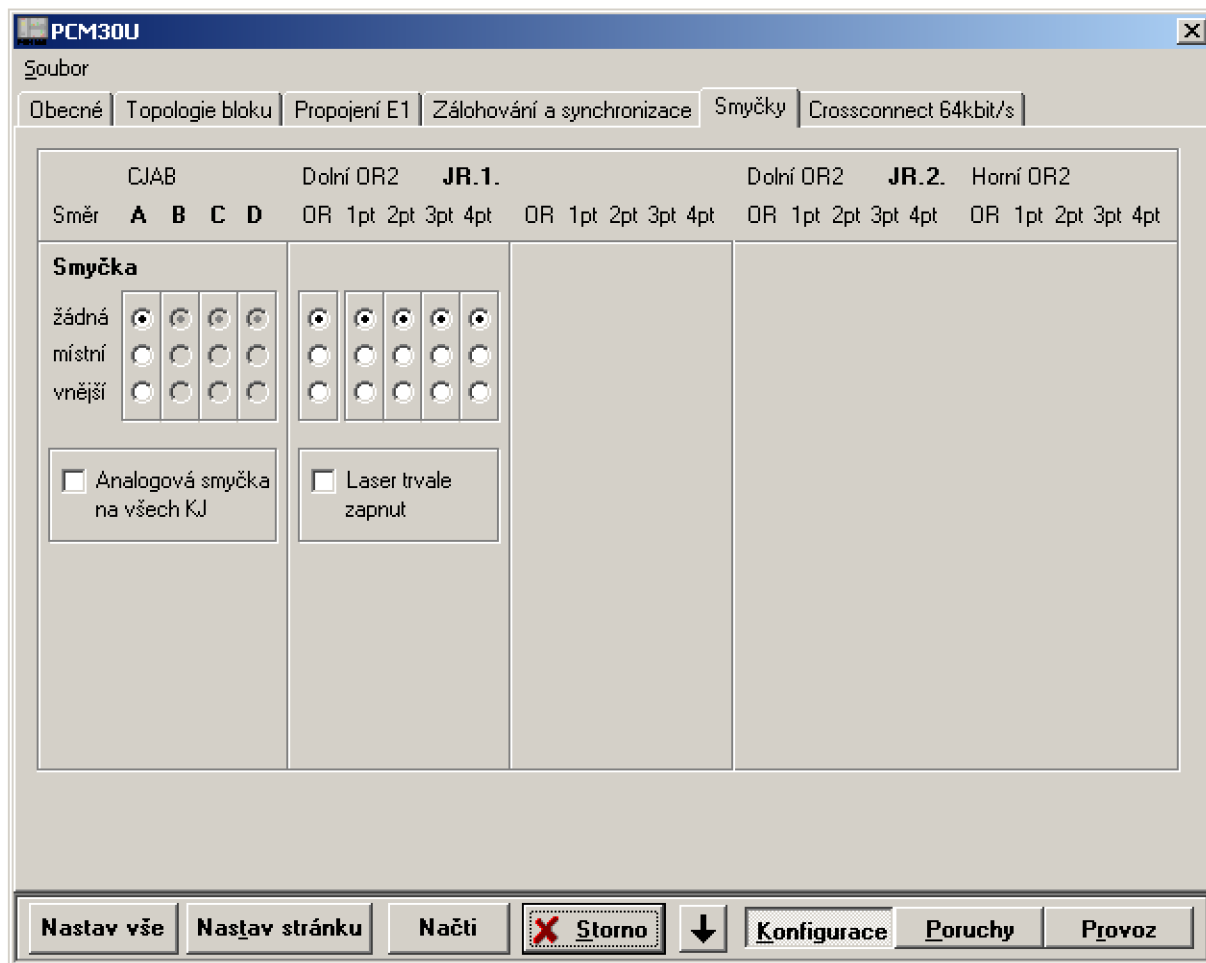 PCM30U
Soubor
Obecné Topologie bloku Propojení E1 Zálohování a synchronizace Smyčky Crossconnect 64kbit/s
CJAB Dolní OR2 JR.1. Dolní OR2 JR.2. Horní OR2
Směr A B C D OR 1pt 2pt 3pt 4pt OR 1pt 2pt 3pt 4pt OR 1pt 2pt 3pt 4pt OR 1pt 2pt 3pt 4pt
Smyčka
žádná
místní
vnější
Analogová smyčka
na všech KJ
Laser trvale
zapnut
Nastav vše Nastav stránku Načti Storno Konfigurace Poruchy Provoz